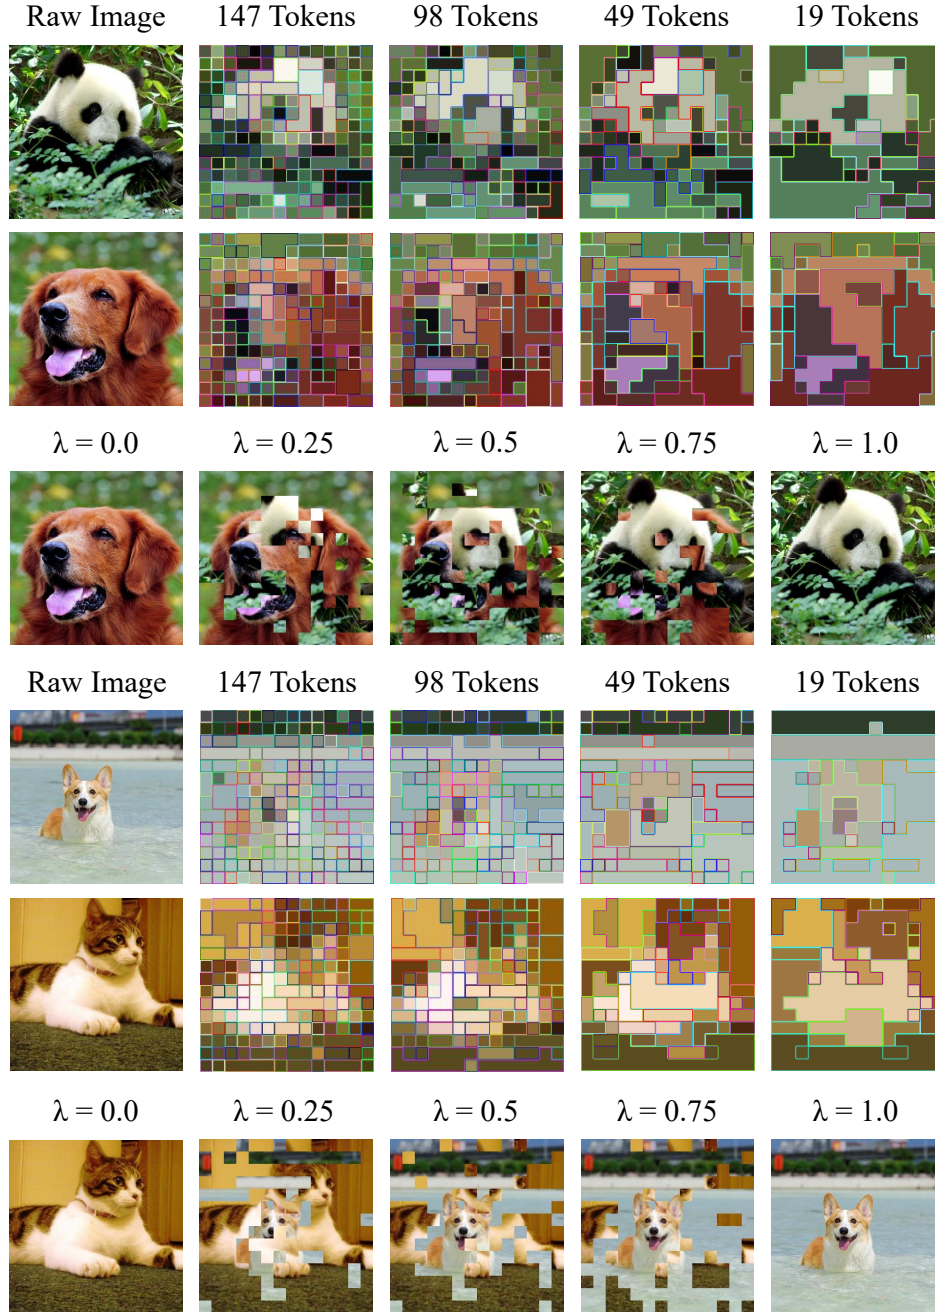 Raw Image 147 Tokens 98 Tokens 49 Tokens 19 Tokens
λ = 0.0 λ = 0.25 λ = 0.5 λ = 0.75 λ = 1.0
Raw Image 147 Tokens 98 Tokens 49 Tokens 19 Tokens
λ = 0.0 λ = 0.25 λ = 0.5 λ = 0.75 λ = 1.0